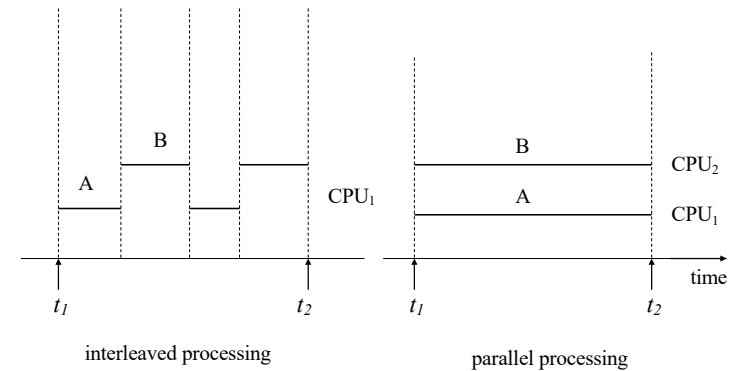 B
A
CPU₁
t₁ t₂
interleaved processing
B
CPU₂
A
CPU₁
time
t₁ t₂
parallel processing